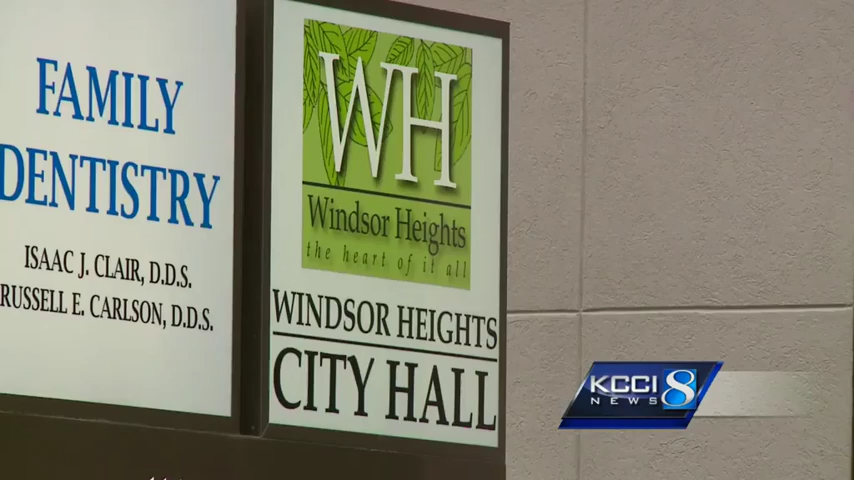 FAMILY
DENTISTRY
ISAAC J. CLAIR, D.D.S.
RUSSELL E. CARLSON, D.D.S.
WH
Windsor Heights
the heart of it all
WINDSOR HEIGHTS
CITY HALL
KCCI 8
NEWS